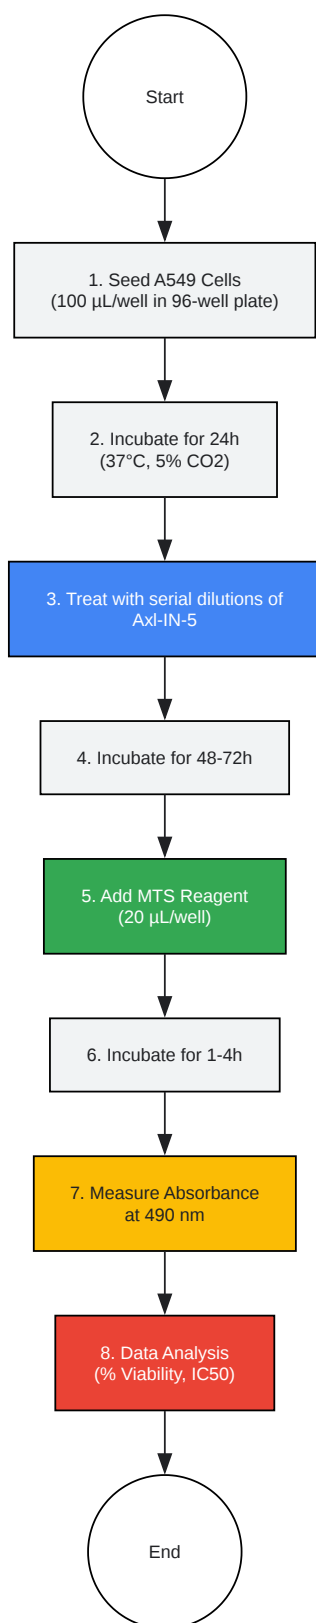 Start
1. Seed A549 Cells
(100 µL/well in 96-well plate)
2. Incubate for 24h
(37°C, 5% CO2)
3. Treat with serial dilutions of
Axl-IN-5
4. Incubate for 48-72h
5. Add MTS Reagent
(20 µL/well)
6. Incubate for 1-4h
7. Measure Absorbance
at 490 nm
8. Data Analysis
(% Viability, IC50)
End